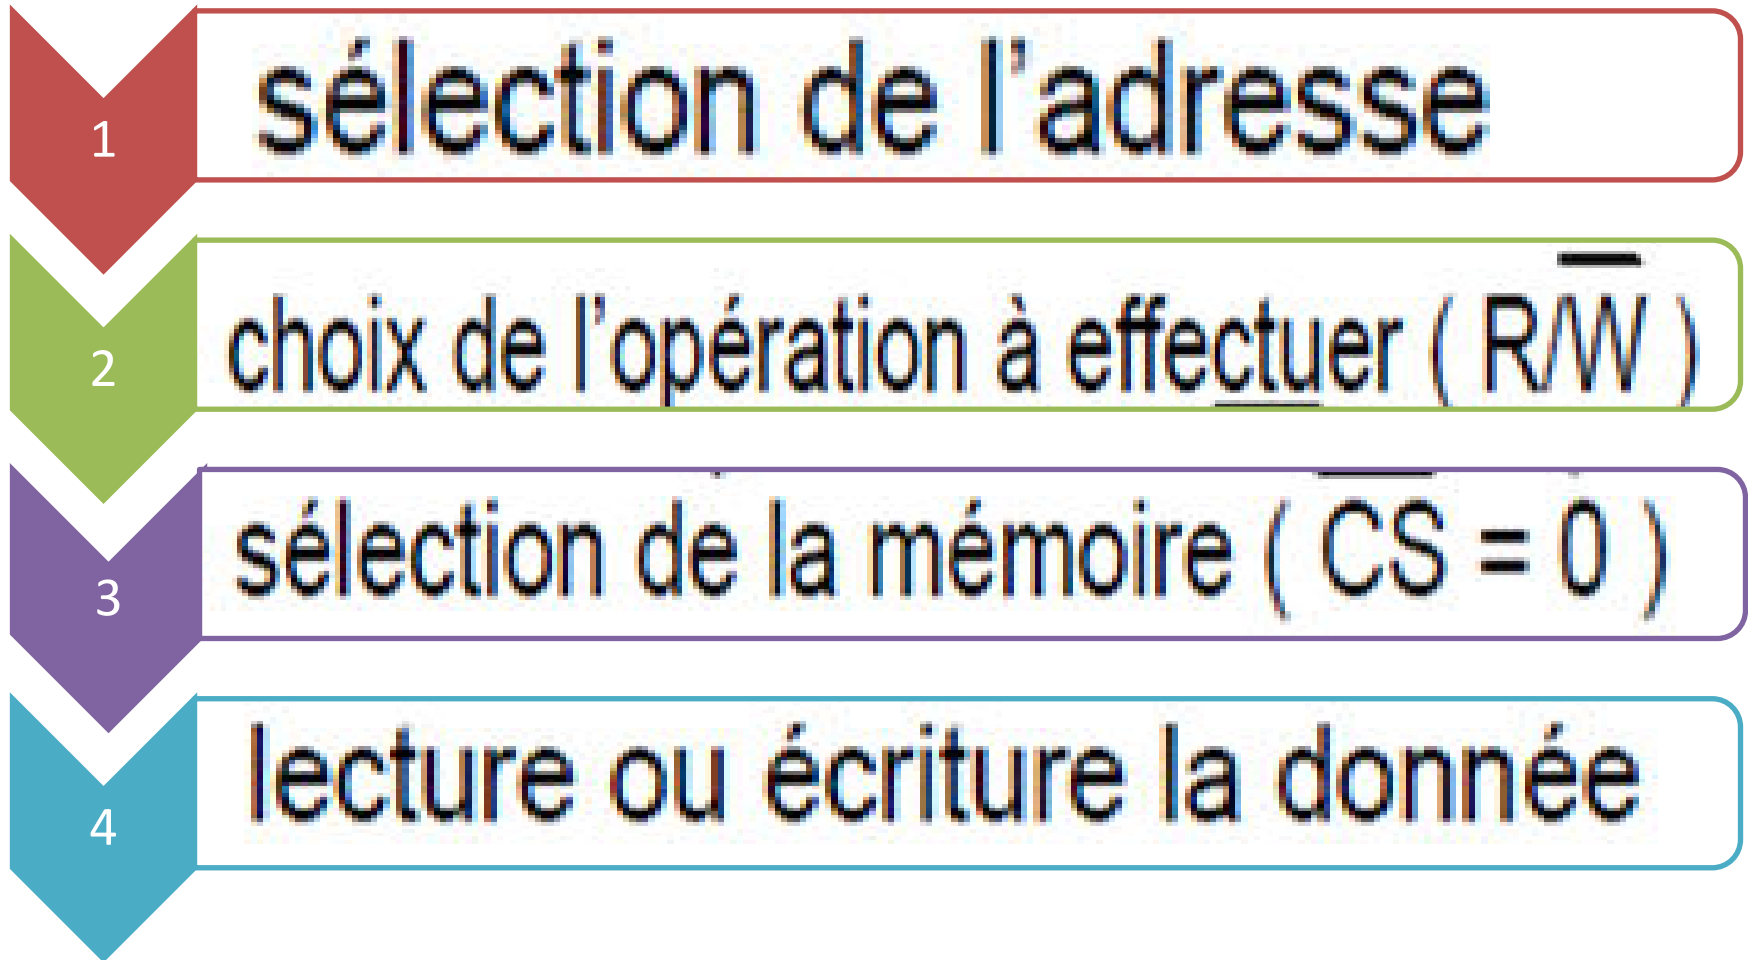 1
sélection de l’adresse
2
choix de l’opération à effectuer ( R/W̅ )
3
sélection de la mémoire ( C̅S̅ = 0 )
4
lecture ou écriture la donnée